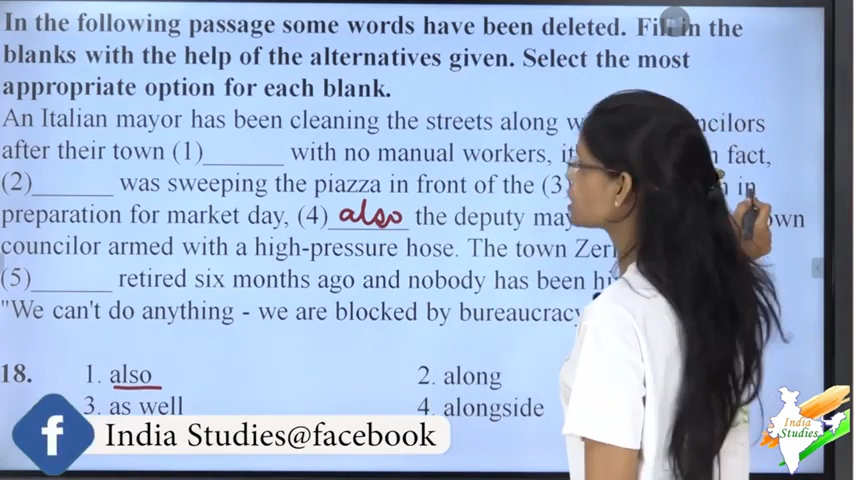 In the following passage some words have been deleted. Fill in the
blanks with the help of the alternatives given. Select the most
appropriate option for each blank.
An Italian mayor has been cleaning the streets along
after their town (1)______ with no manual workers, fact,
(2)______ was sweeping the piazza in front of the (3) in
preparation for market day, (4) also the deputy
councilor armed with a high-pressure hose. The town
(5)______ retired six months ago and nobody has been
"We can't do anything - we are blocked by bureaucracy
18. 1. also 2. along
3. as well 4. alongside
India Studies@facebook
India
Studies